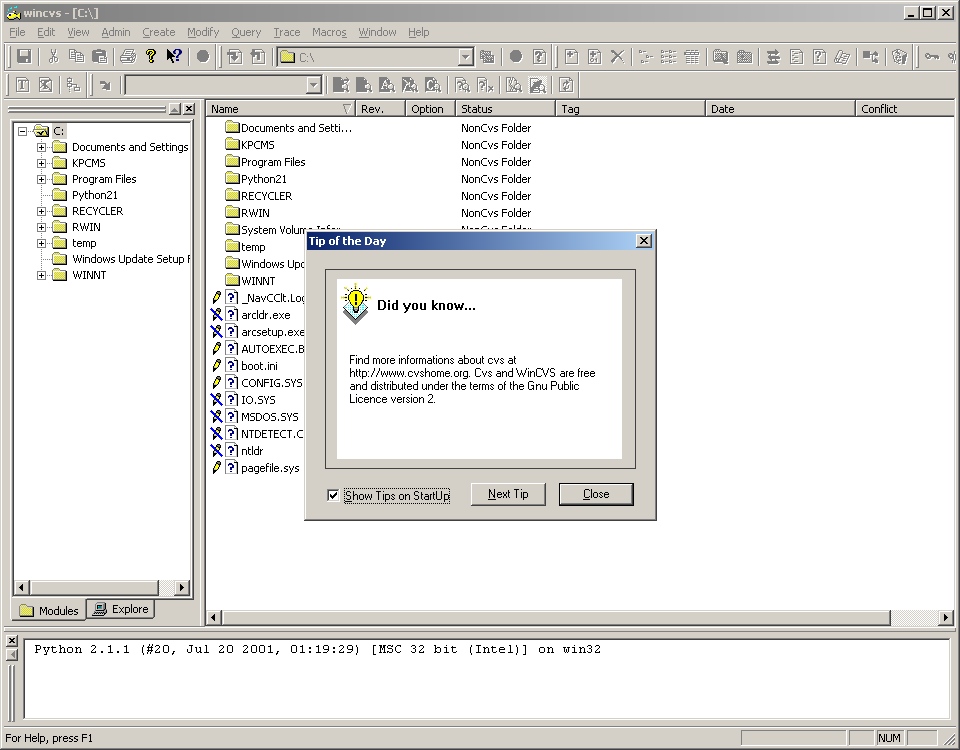 wincvs - [C:\]
File Edit View Admin Create Modify Query Trace Macros Window Help
C:\
Name Rev. Option Status Tag Date Conflict
C:
Documents and Settings
KPCMS
Program Files
Python21
RECYCLER
RWIN
temp
Windows Update Setup F
WINNT
Modules Explore
Documents and Setti... NonCvs Folder
KPCMS NonCvs Folder
Program Files NonCvs Folder
Python21 NonCvs Folder
RECYCLER NonCvs Folder
RWIN NonCvs Folder
System Volume Infor NonCvs Folder
temp
Windows Upd
WINNT
_NavCClt.Log
arcldr.exe
arcsetup.exe
AUTOEXEC.B
boot.ini
CONFIG.SYS
IO.SYS
MSDOS.SYS
NTDETECT.C
ntldr
pagefile.sys
Tip of the Day
Did you know...
Find more informations about cvs at
http://www.cvshome.org. Cvs and WinCVS are free
and distributed under the terms of the Gnu Public
Licence version 2.
Show Tips on StartUp Next Tip Close
Python 2.1.1 (#20, Jul 20 2001, 01:19:29) [MSC 32 bit (Intel)] on win32
For Help, press F1 NUM